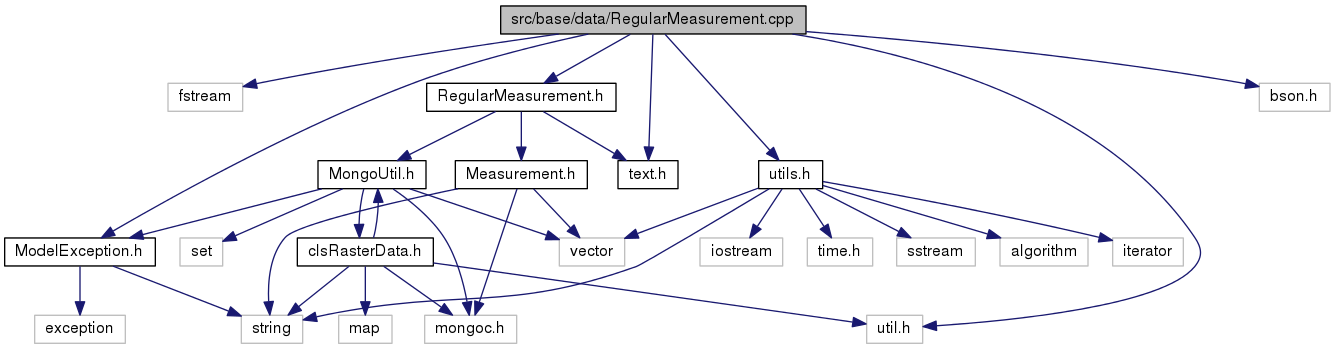 src/base/data/RegularMeasurement.cpp
fstream
RegularMeasurement.h
bson.h
MongoUtil.h
Measurement.h
text.h
utils.h
ModelException.h
set
clsRasterData.h
vector
iostream
time.h
sstream
algorithm
iterator
exception
string
map
mongoc.h
util.h